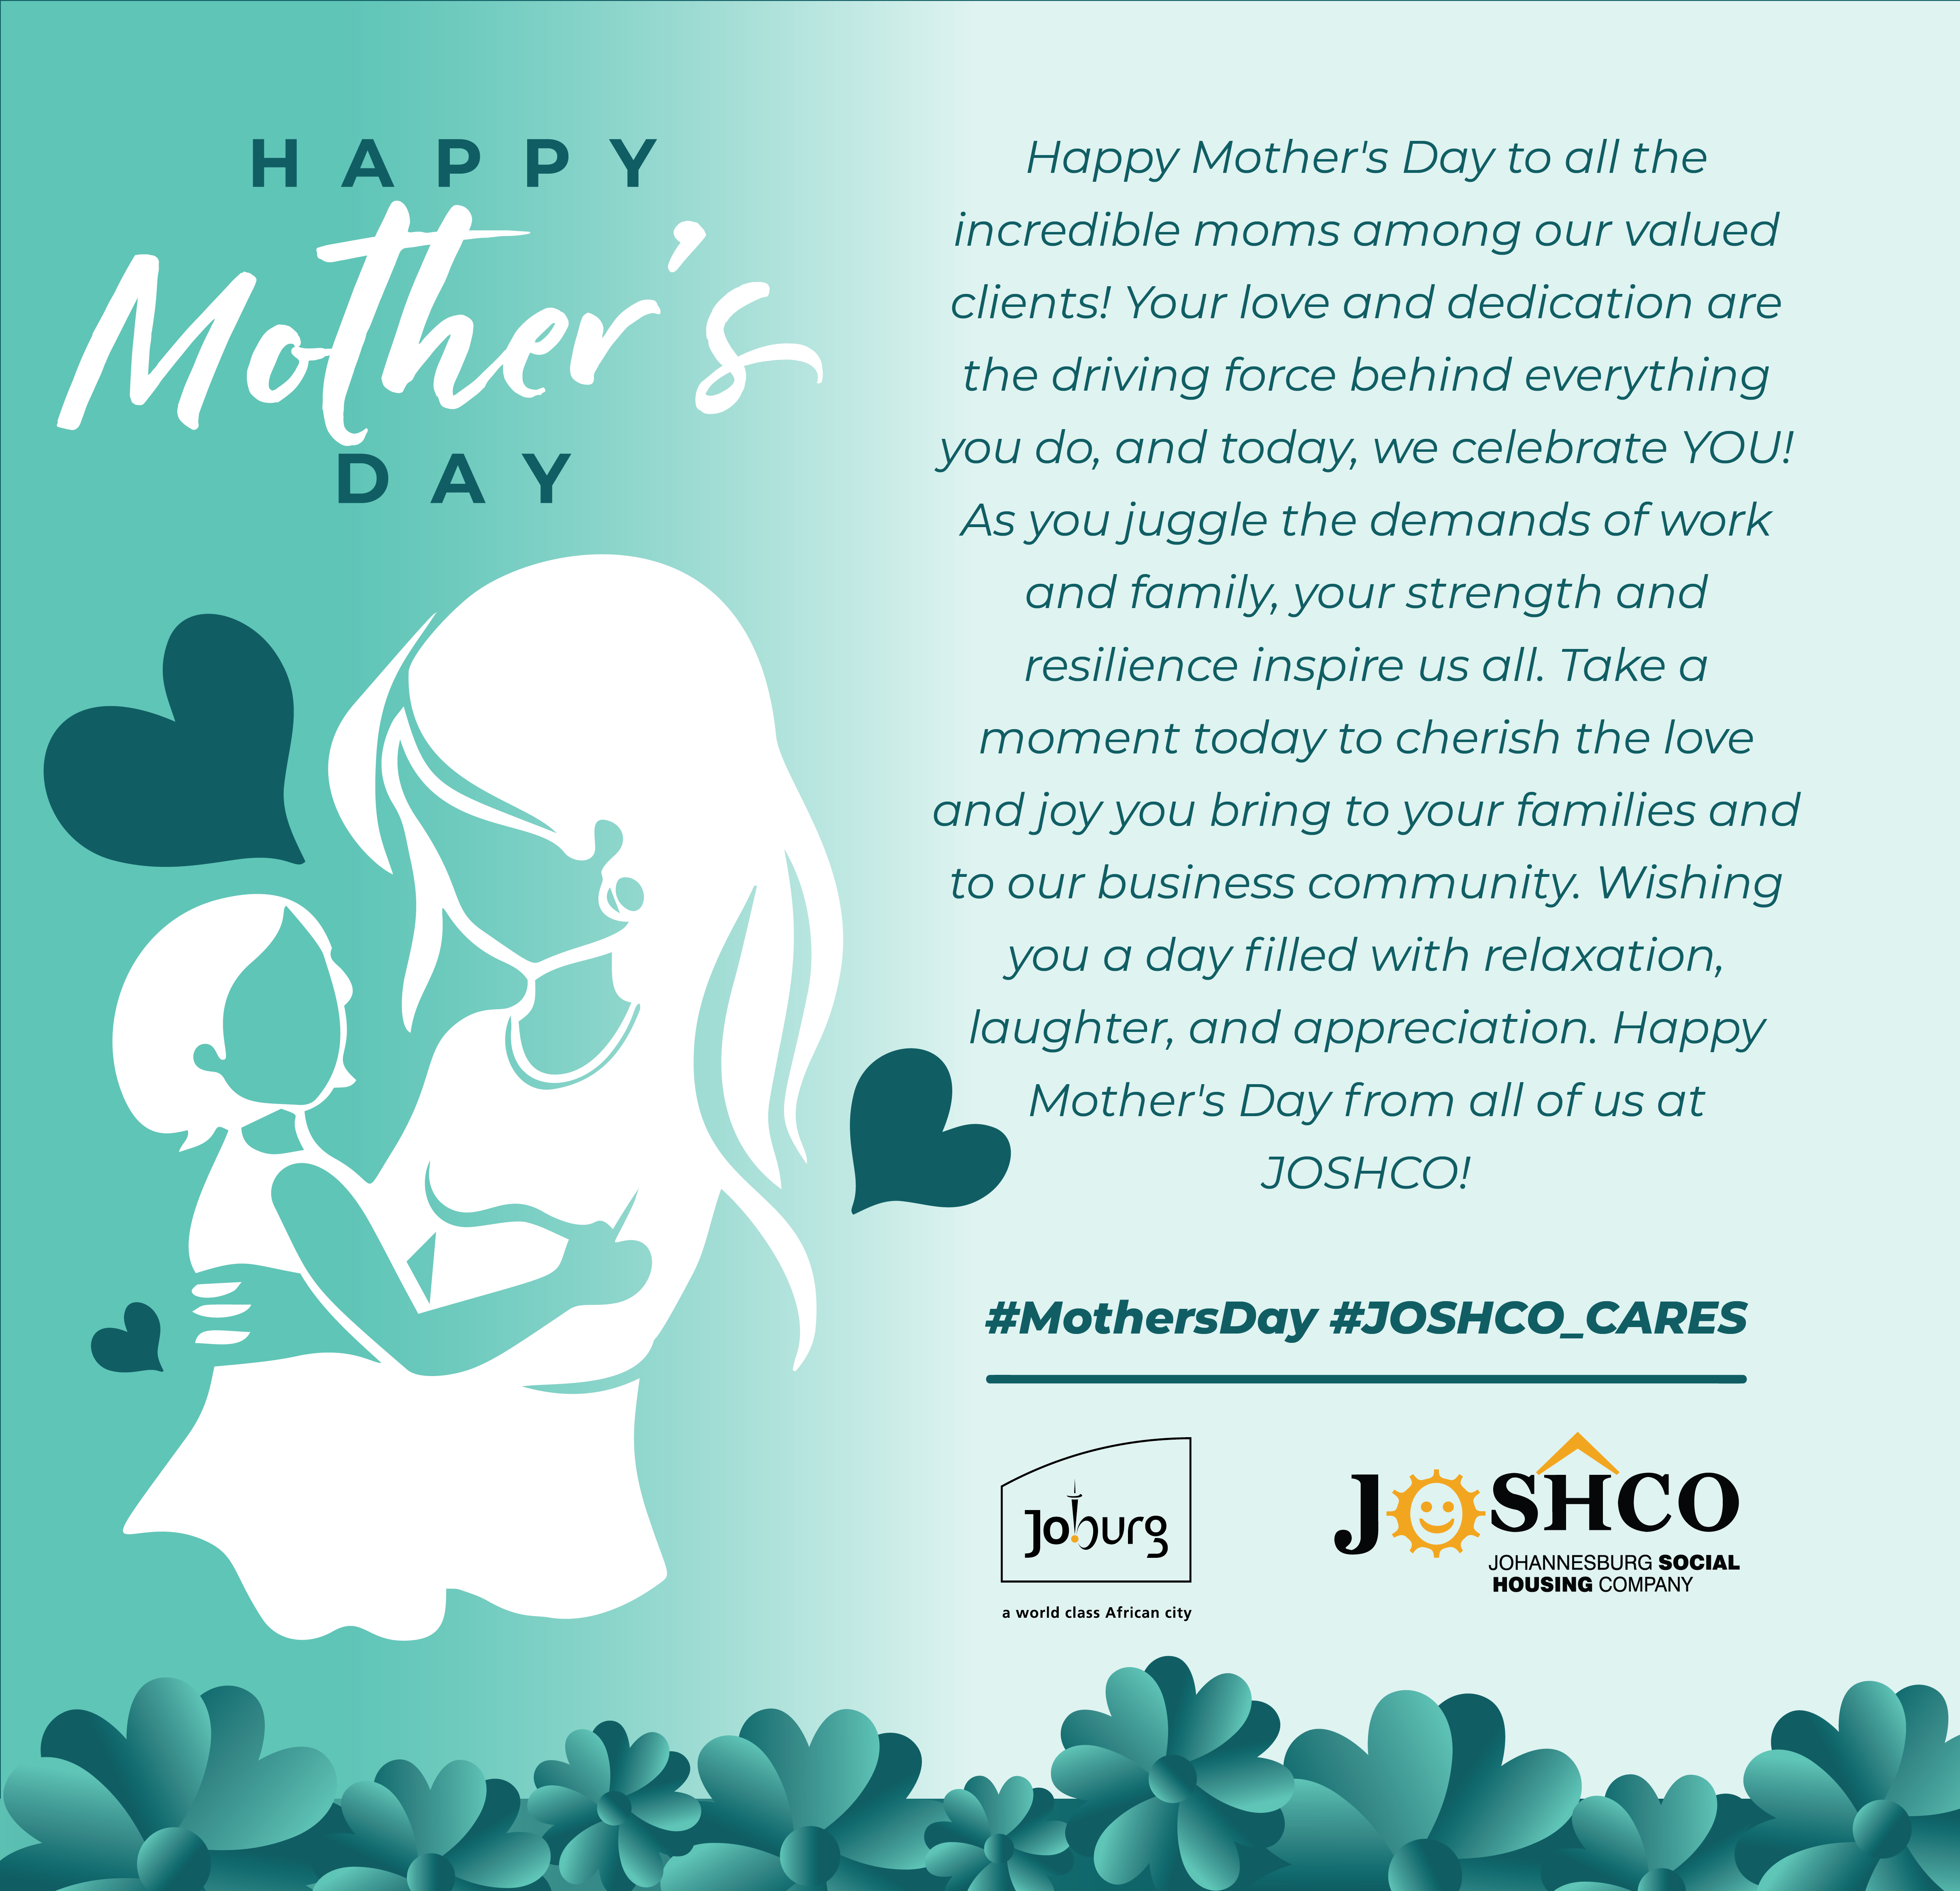 HAPPY
Mother's
DAY
Happy Mother's Day to all the
incredible moms among our valued
clients! Your love and dedication are
the driving force behind everything
you do, and today, we celebrate YOU!
As you juggle the demands of work
and family, your strength and
resilience inspire us all. Take a
moment today to cherish the love
and joy you bring to your families and
to our business community. Wishing
you a day filled with relaxation,
laughter, and appreciation. Happy
Mother's Day from all of us at
JOSHCO!
#MothersDay #JOSHCO_CARES
Joburg
a world class African city
JOSHCO
JOHANNESBURG SOCIAL
HOUSING COMPANY